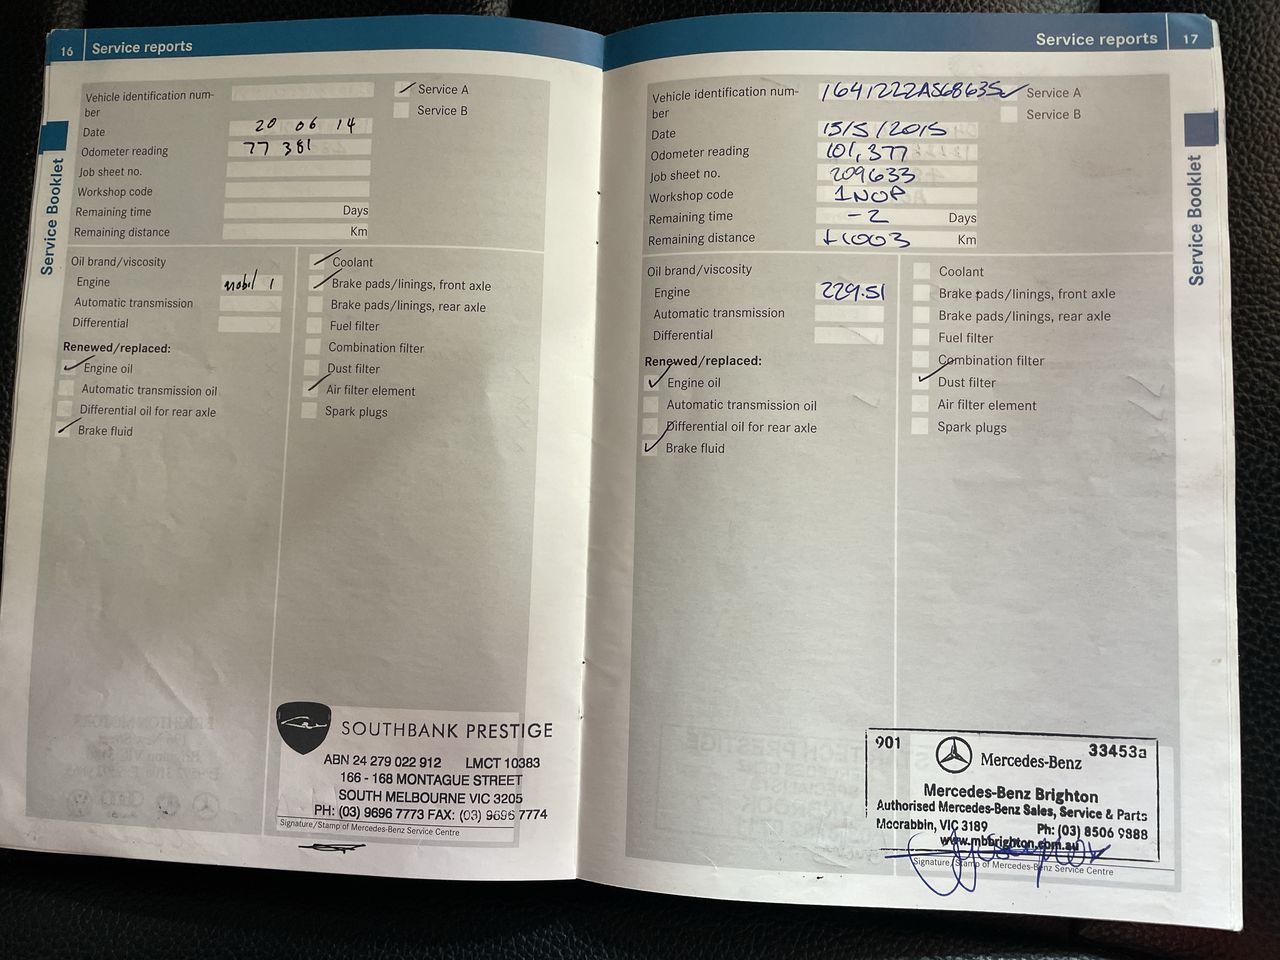 16 Service reports
Service Booklet
Vehicle identification num-
ber
Service A
Service B
Date 20 06 14
Odometer reading 77 381
Job sheet no.
Workshop code
Remaining time Days
Remaining distance Km
Oil brand/viscosity
Engine mobil 1
Automatic transmission
Differential
Renewed/replaced:
Engine oil
Automatic transmission oil
Differential oil for rear axle
Brake fluid
Coolant
Brake pads/linings, front axle
Brake pads/linings, rear axle
Fuel filter
Combination filter
Dust filter
Air filter element
Spark plugs
SOUTHBANK PRESTIGE
ABN 24 279 022 912 LMCT 10383
166 - 168 MONTAGUE STREET
SOUTH MELBOURNE VIC 3205
PH: (03) 9696 7773 FAX: (03) 9696 7774
Signature/Stamp of Mercedes-Benz Service Centre
Service reports 17
Service Booklet
Vehicle identification num- 1641222A568635
ber
Service A
Service B
Date 15/5/2015
Odometer reading 101,377
Job sheet no. 209633
Workshop code 1NOP
Remaining time -2 Days
Remaining distance +1003 Km
Oil brand/viscosity
Engine 229.51
Automatic transmission
Differential
Renewed/replaced:
Engine oil
Automatic transmission oil
Differential oil for rear axle
Brake fluid
Coolant
Brake pads/linings, front axle
Brake pads/linings, rear axle
Fuel filter
Combination filter
Dust filter
Air filter element
Spark plugs
901 33453a
Mercedes-Benz
Mercedes-Benz Brighton
Authorised Mercedes-Benz Sales, Service & Parts
Moorabbin, VIC 3189 Ph: (03) 8506 9888
www.mbbrighton.com.au
Signature/Stamp of Mercedes-Benz Service Centre